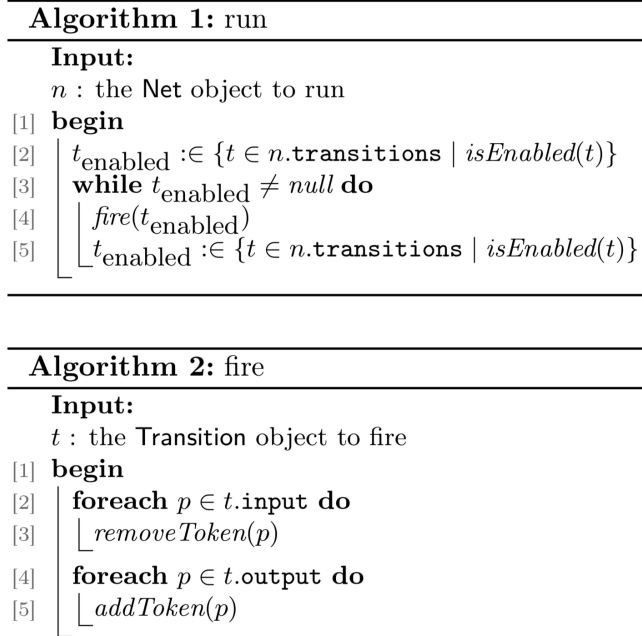 Algorithm 1: run
Input:
n : the Net object to run
[1] begin
[2] t_enabled :∈ {t ∈ n.transitions | isEnabled(t)}
[3] while t_enabled ≠ null do
[4] fire(t_enabled)
[5] t_enabled :∈ {t ∈ n.transitions | isEnabled(t)}
Algorithm 2: fire
Input:
t : the Transition object to fire
[1] begin
[2] foreach p ∈ t.input do
[3] removeToken(p)
[4] foreach p ∈ t.output do
[5] addToken(p)